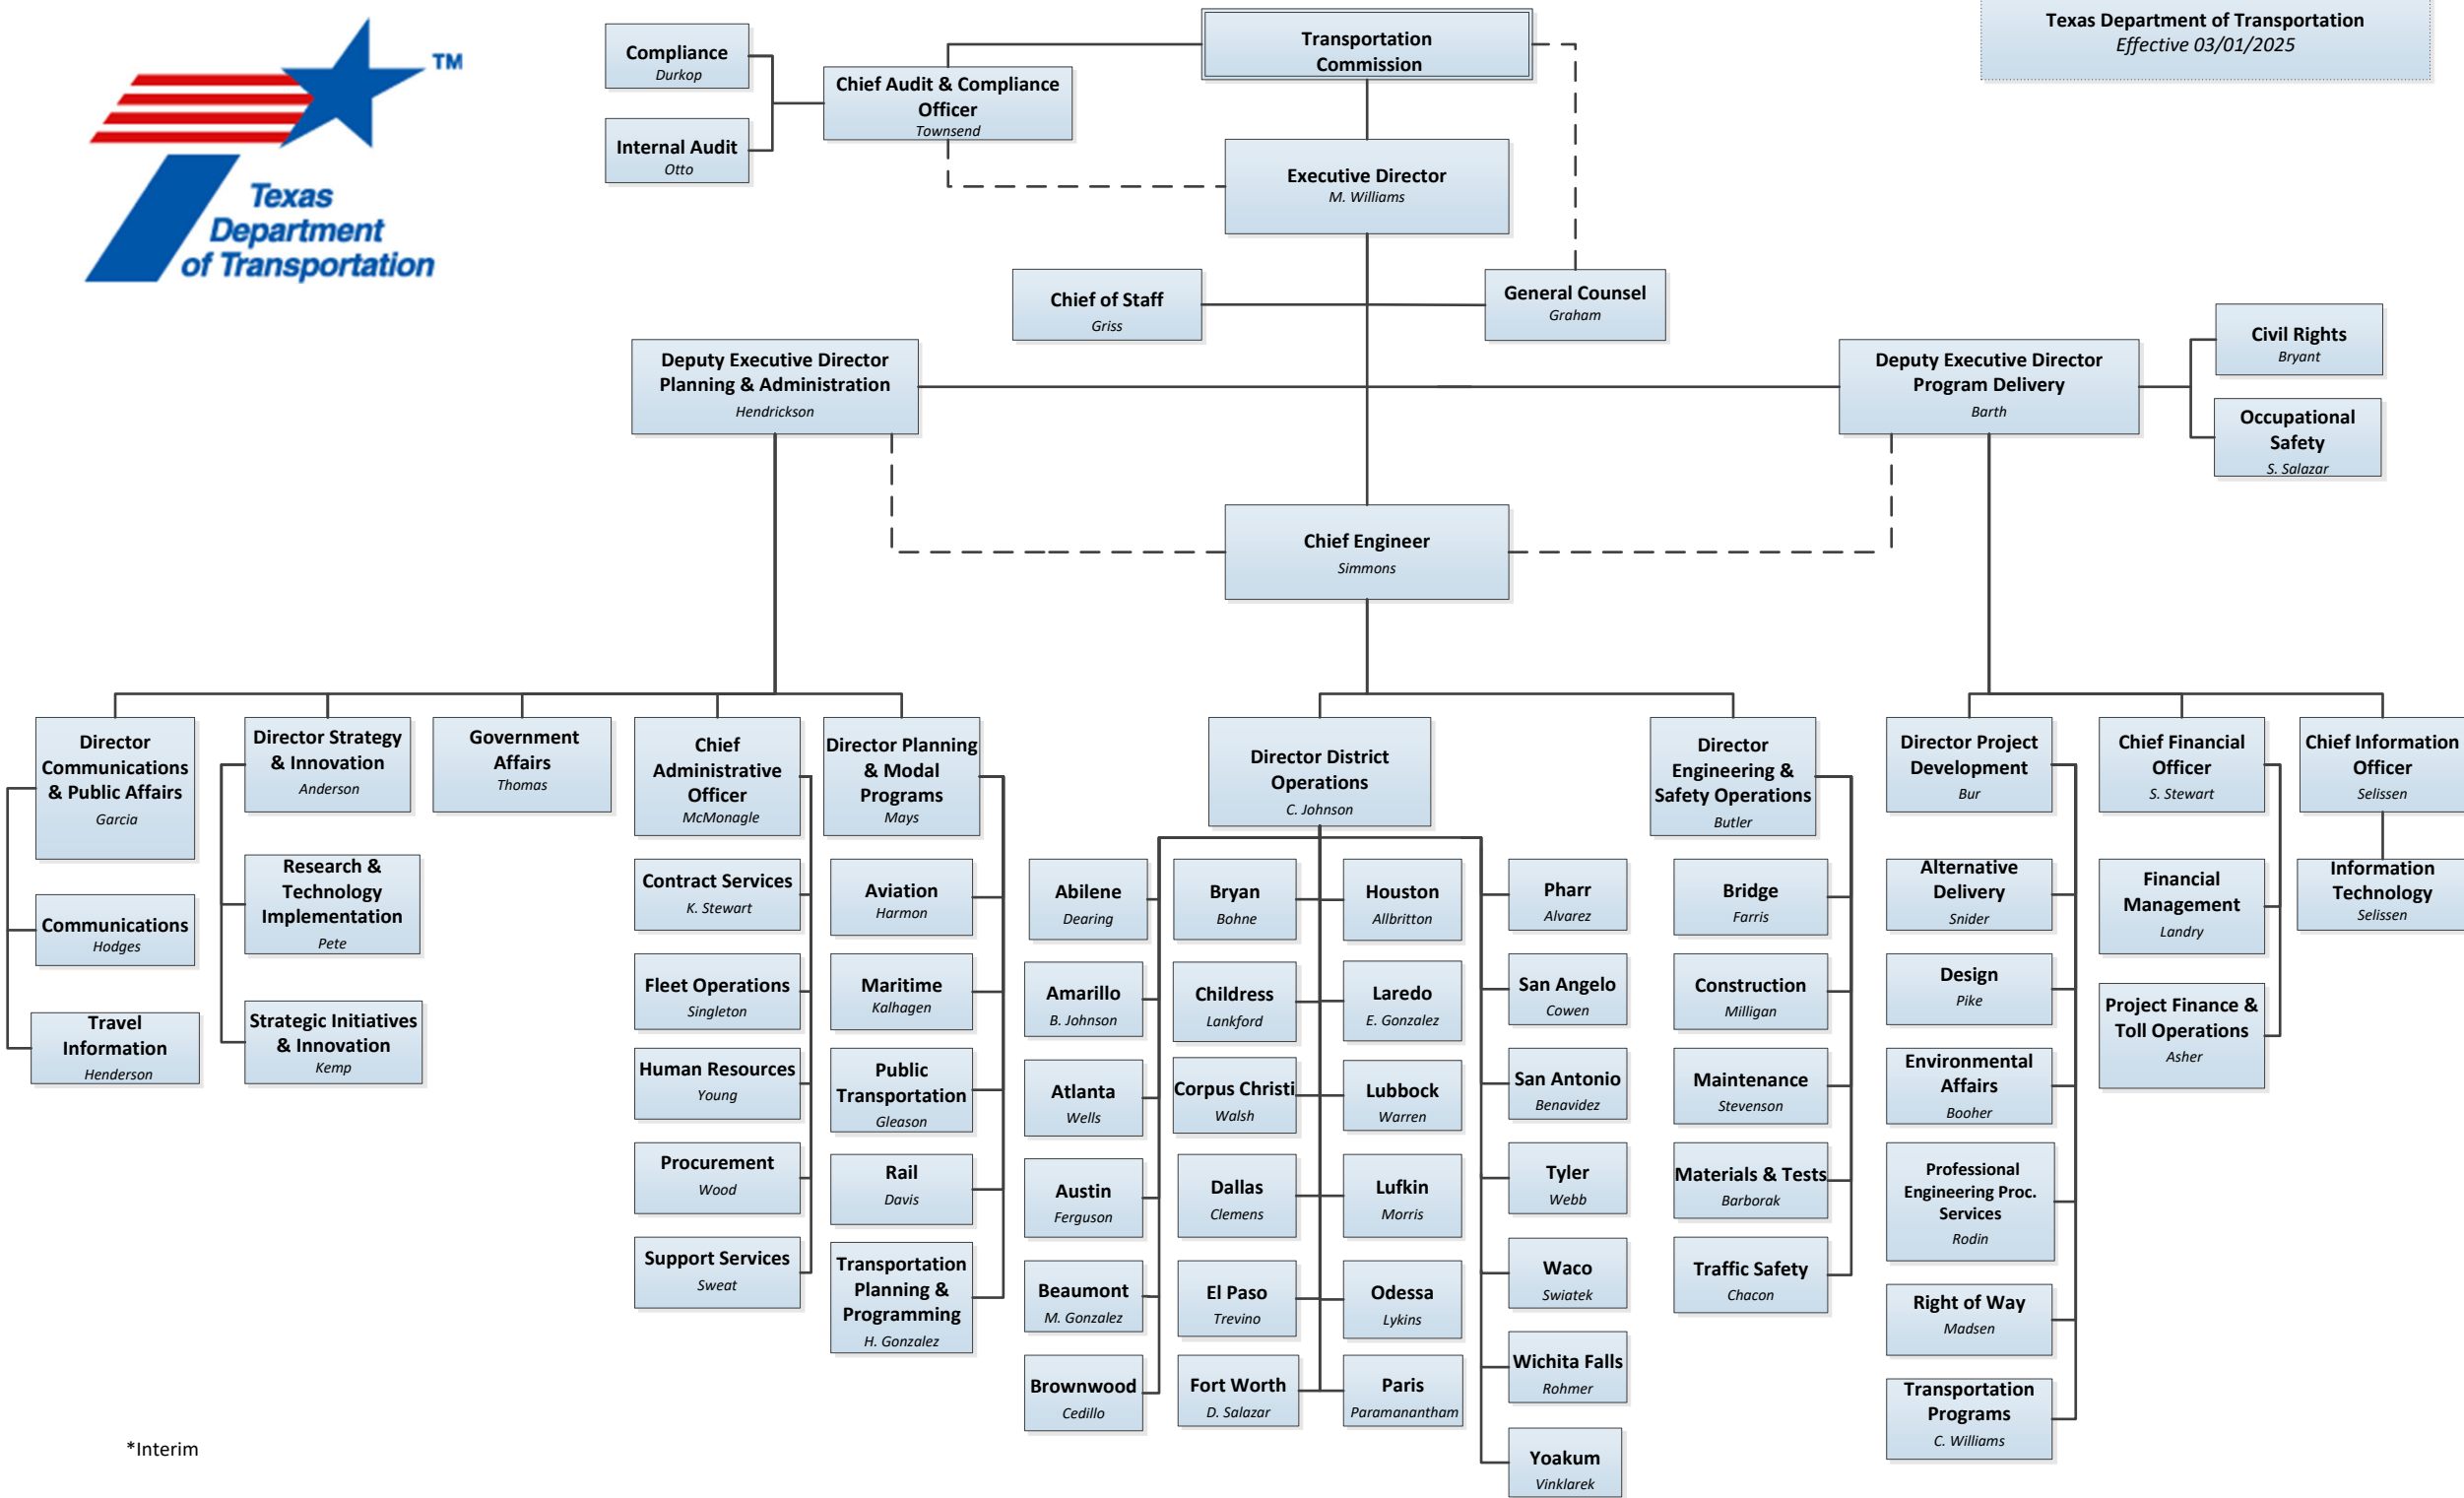 TM
Texas
Department
of Transportation
Texas Department of Transportation
Effective 03/01/2025
Transportation
Commission
Compliance
Durkop
Internal Audit
Otto
Chief Audit & Compliance
Officer
Townsend
Executive Director
M. Williams
Chief of Staff
Griss
General Counsel
Graham
Deputy Executive Director
Planning & Administration
Hendrickson
Deputy Executive Director
Program Delivery
Barth
Civil Rights
Bryant
Occupational
Safety
S. Salazar
Chief Engineer
Simmons
Director
Communications
& Public Affairs
Garcia
Communications
Hodges
Travel
Information
Henderson
Director Strategy
& Innovation
Anderson
Research &
Technology
Implementation
Pete
Strategic Initiatives
& Innovation
Kemp
Government
Affairs
Thomas
Chief
Administrative
Officer
McMonagle
Contract Services
K. Stewart
Fleet Operations
Singleton
Human Resources
Young
Procurement
Wood
Support Services
Sweat
Director Planning
& Modal
Programs
Mays
Aviation
Harmon
Maritime
Kalhagen
Public
Transportation
Gleason
Rail
Davis
Transportation
Planning &
Programming
H. Gonzalez
Director District
Operations
C. Johnson
Abilene
Dearing
Amarillo
B. Johnson
Atlanta
Wells
Austin
Ferguson
Beaumont
M. Gonzalez
Brownwood
Cedillo
Bryan
Bohne
Childress
Lankford
Corpus Christi
Walsh
Dallas
Clemens
El Paso
Trevino
Fort Worth
D. Salazar
Houston
Allbritton
Laredo
E. Gonzalez
Lubbock
Warren
Lufkin
Morris
Odessa
Lykins
Paris
Paramanantham
Pharr
Alvarez
San Angelo
Cowen
San Antonio
Benavidez
Tyler
Webb
Waco
Swiatek
Wichita Falls
Rohmer
Yoakum
Vinklarek
Director
Engineering &
Safety Operations
Butler
Bridge
Farris
Construction
Milligan
Maintenance
Stevenson
Materials & Tests
Barborak
Traffic Safety
Chacon
Director Project
Development
Bur
Alternative
Delivery
Snider
Design
Pike
Environmental
Affairs
Booher
Professional
Engineering Proc.
Services
Rodin
Right of Way
Madsen
Transportation
Programs
C. Williams
Chief Financial
Officer
S. Stewart
Financial
Management
Landry
Project Finance &
Toll Operations
Asher
Chief Information
Officer
Selissen
Information
Technology
Selissen
*Interim